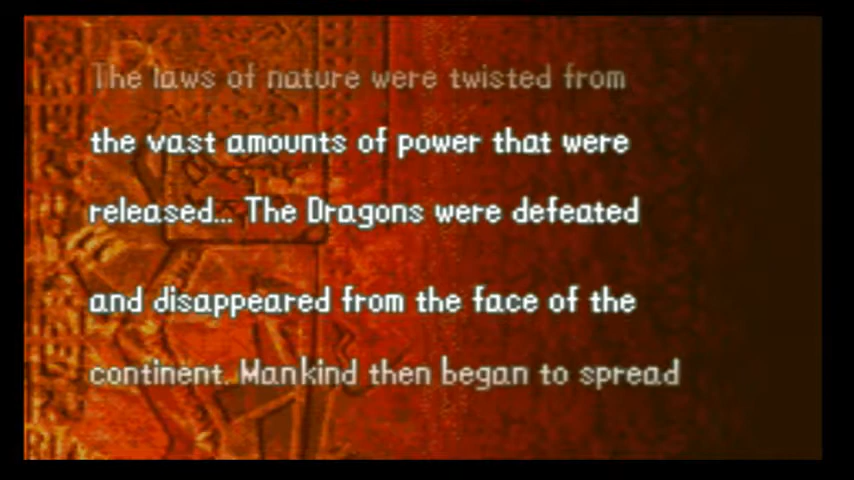 The laws of nature were twisted from
the vast amounts of power that were
released... The Dragons were defeated
and disappeared from the face of the
continent. Mankind then began to spread